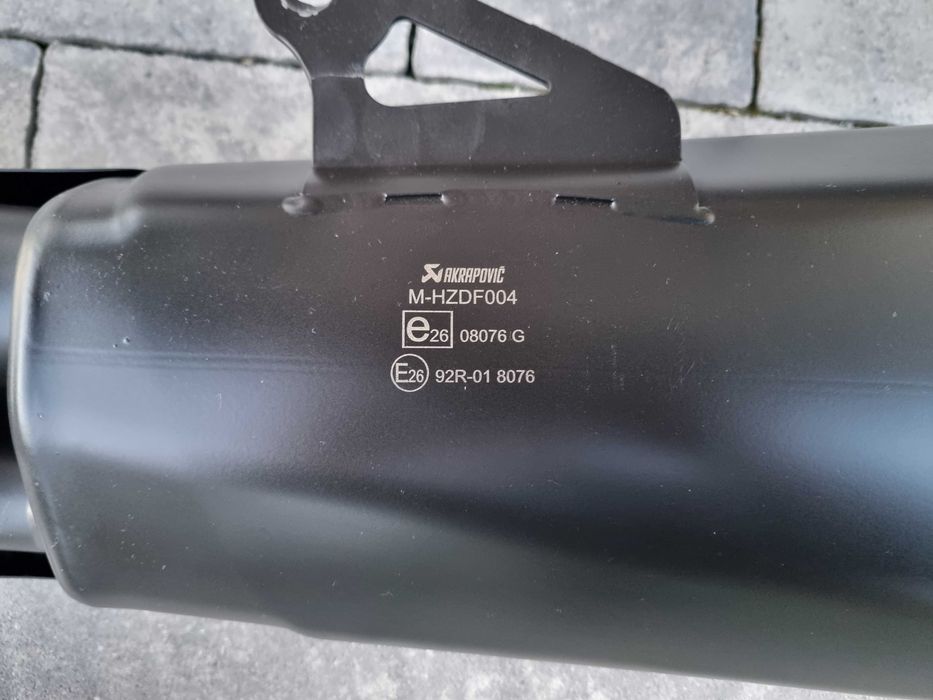 AKRAPOVIČ
M-HZDF004
e26 08076 G
E26 92R-01 8076